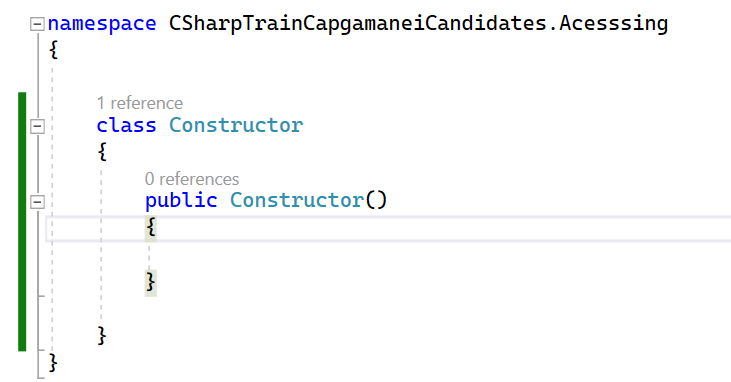 namespace CSharpTrainCapgamaneiCandidates.Acesssing
{
1 reference
class Constructor
{
0 references
public Constructor()
{
}
}
}